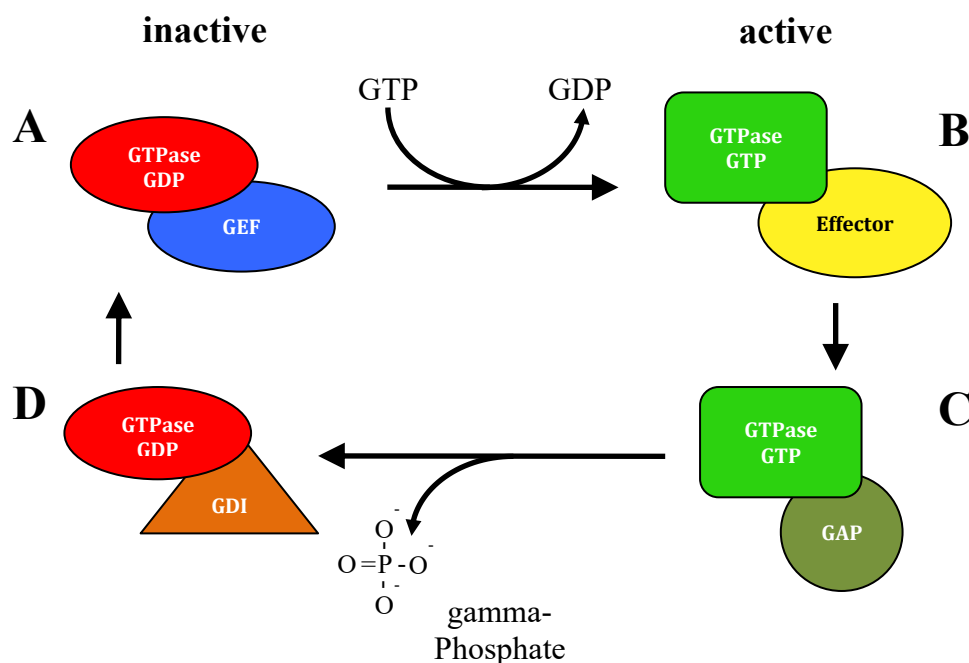 inactive
active
GTP
GDP
A
GTPase
GDP
GEF
GTPase
GTP
B
Effector
D
GTPase
GDP
GDI
GTPase
GTP
C
GAP
O-
O=P-O-
O-
gamma-
Phosphate